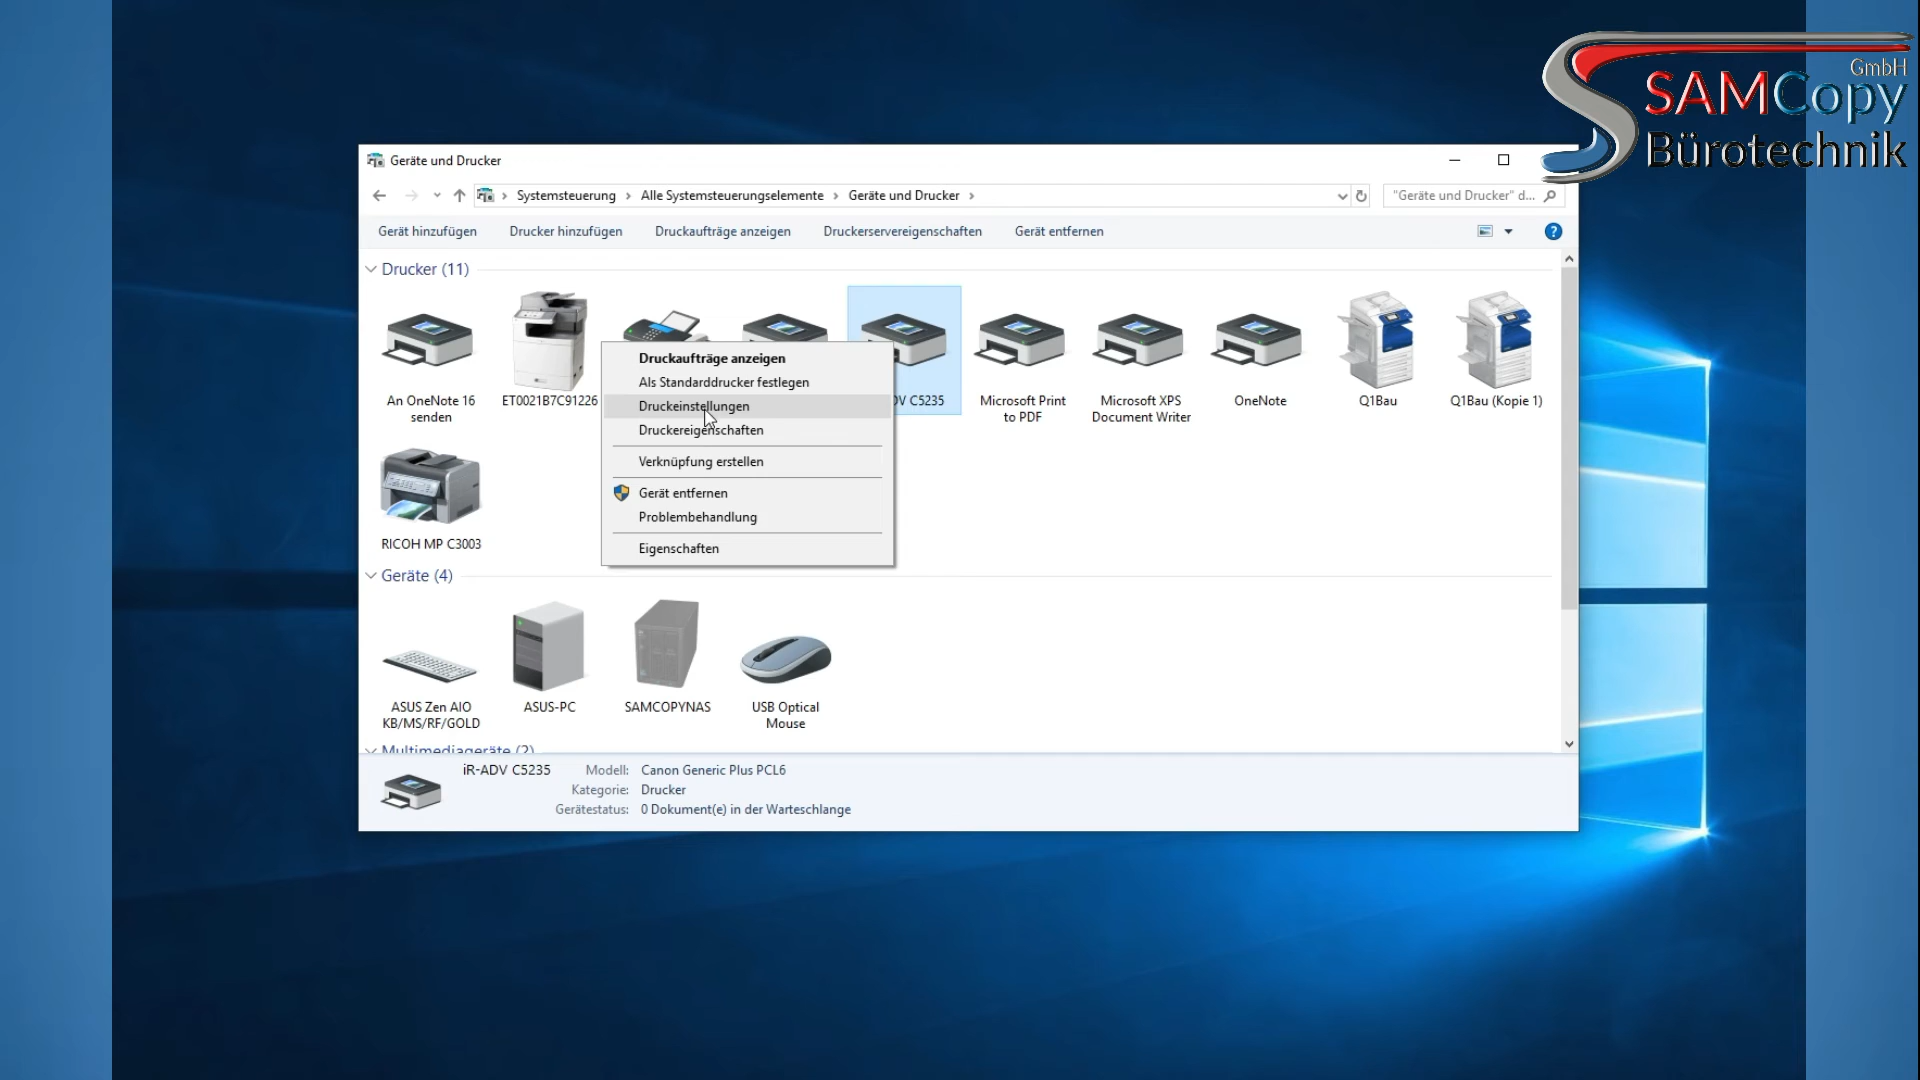 GmbH
SAMCopy
Bürotechnik
Geräte und Drucker
Systemsteuerung
Alle Systemsteuerungselemente
Geräte und Drucker
"Geräte und Drucker" d...
Gerät hinzufügen
Drucker hinzufügen
Druckaufträge anzeigen
Druckerservereigenschaften
Gerät entfernen
Drucker (11)
An OneNote 16
senden
ET0021B7C91226
DV C5235
Microsoft Print
to PDF
Microsoft XPS
Document Writer
OneNote
Q1Bau
Q1Bau (Kopie 1)
Druckaufträge anzeigen
Als Standarddrucker festlegen
Druckeinstellungen
Druckereigenschaften
Verknüpfung erstellen
Gerät entfernen
Problembehandlung
Eigenschaften
RICOH MP C3003
Geräte (4)
ASUS Zen AIO
KB/MS/RF/GOLD
ASUS-PC
SAMCOPYNAS
USB Optical
Mouse
Multimediageräte (2)
iR-ADV C5235
Modell: Canon Generic Plus PCL6
Kategorie: Drucker
Gerätestatus: 0 Dokument(e) in der Warteschlange